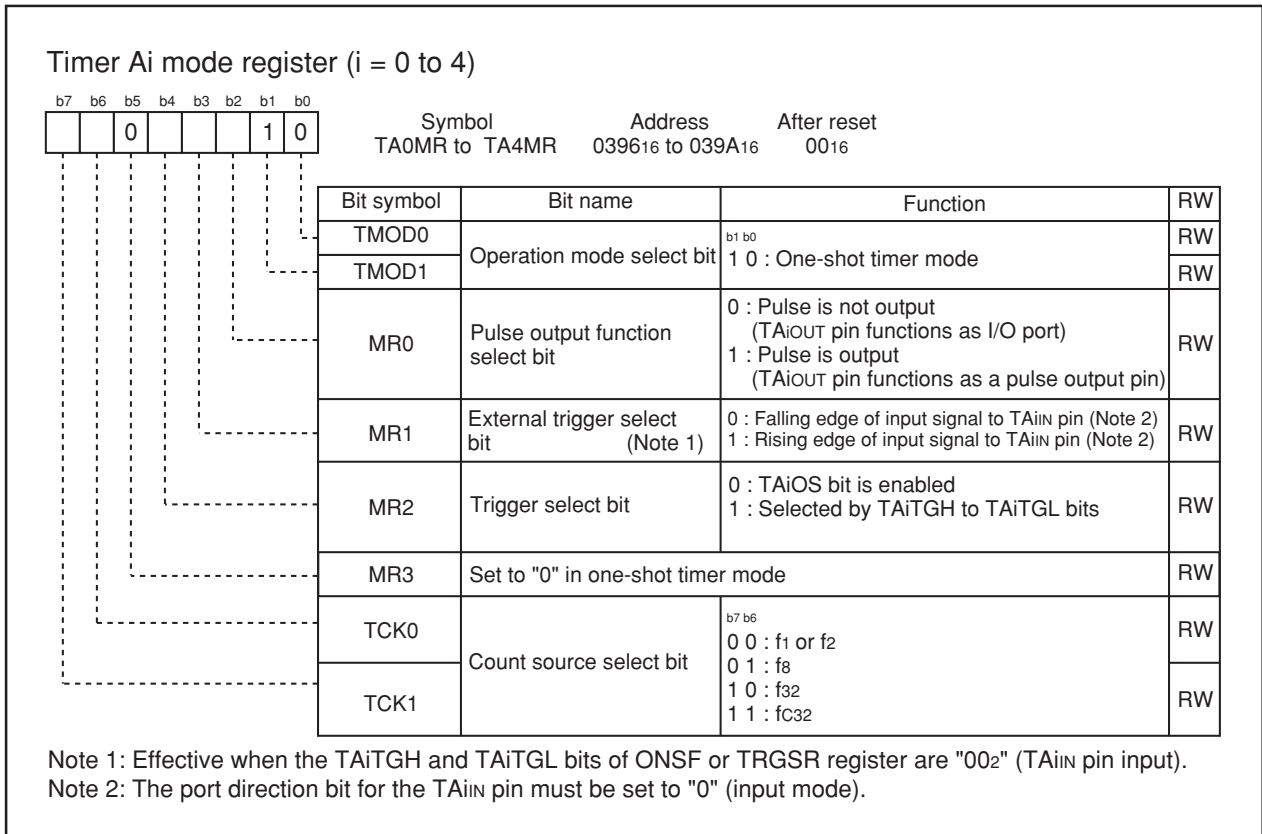 Timer Ai mode register (i = 0 to 4)
b7 b6 b5 b4 b3 b2 b1 b0
0 1 0
Symbol Address After reset
TA0MR to TA4MR 039616 to 039A16 0016
Bit symbol Bit name Function RW
TMOD0 RW
Operation mode select bit
b1 b0
1 0 : One-shot timer mode
TMOD1 RW
MR0
Pulse output function
select bit
0 : Pulse is not output
(TAiOUT pin functions as I/O port)
1 : Pulse is output
(TAiOUT pin functions as a pulse output pin)
RW
MR1
External trigger select
bit (Note 1)
0 : Falling edge of input signal to TAiIN pin (Note 2)
1 : Rising edge of input signal to TAiIN pin (Note 2)
RW
MR2
Trigger select bit
0 : TAiOS bit is enabled
1 : Selected by TAiTGH to TAiTGL bits
RW
MR3 Set to "0" in one-shot timer mode RW
TCK0 RW
Count source select bit
b7 b6
0 0 : f1 or f2
0 1 : f8
1 0 : f32
1 1 : fC32
TCK1 RW
Note 1: Effective when the TAiTGH and TAiTGL bits of ONSF or TRGSR register are "002" (TAiIN pin input).
Note 2: The port direction bit for the TAiIN pin must be set to "0" (input mode).